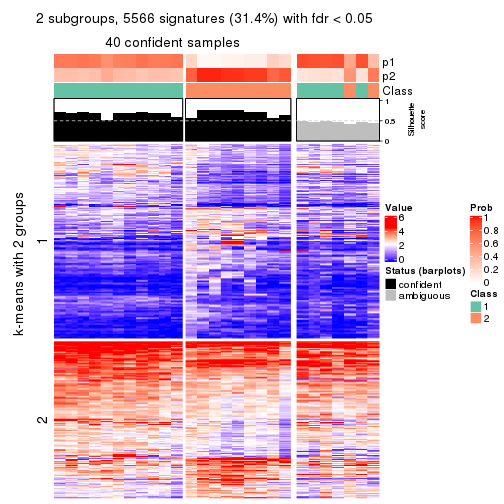 2 subgroups, 5566 signatures (31.4%) with fdr < 0.05
40 confident samples
p1
p2
Class
1
0.5
0
Silhouette
score
k-means with 2 groups
1
2
Value
6
4
2
0
Status (barplots)
confident
ambiguous
Prob
1
0.8
0.6
0.4
0.2
0
Class
1
2